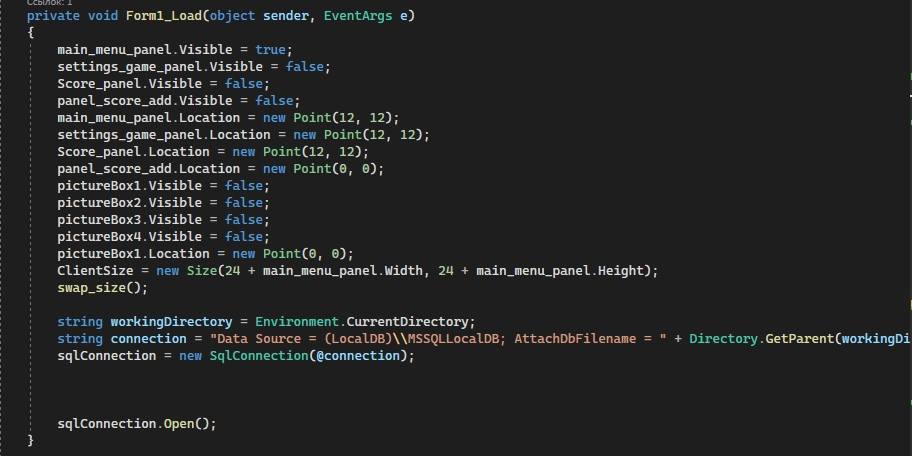 Ссылок: 1
private void Form1_Load(object sender, EventArgs e)
{
main_menu_panel.Visible = true;
settings_game_panel.Visible = false;
Score_panel.Visible = false;
panel_score_add.Visible = false;
main_menu_panel.Location = new Point(12, 12);
settings_game_panel.Location = new Point(12, 12);
Score_panel.Location = new Point(12, 12);
panel_score_add.Location = new Point(0, 0);
pictureBox1.Visible = false;
pictureBox2.Visible = false;
pictureBox3.Visible = false;
pictureBox4.Visible = false;
pictureBox1.Location = new Point(0, 0);
ClientSize = new Size(24 + main_menu_panel.Width, 24 + main_menu_panel.Height);
swap_size();
string workingDirectory = Environment.CurrentDirectory;
string connection = "Data Source = (LocalDB)\\MSSQLLocalDB; AttachDbFilename = " + Directory.GetParent(workingDi
sqlConnection = new SqlConnection(@connection);
sqlConnection.Open();
}